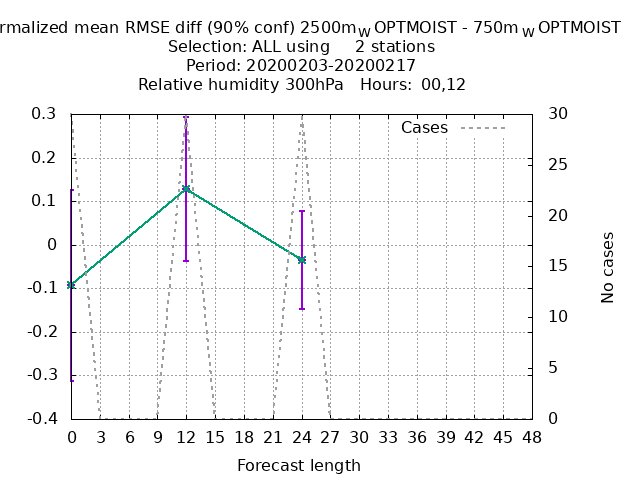 rmalized mean RMSE diff (90% conf) 2500m W OPTMOIST - 750m W OPTMOIST
Selection: ALL using 2 stations
Period: 20200203-20200217
Relative humidity 300hPa Hours: 00,12
Cases
0.3
0.2
0.1
0
-0.1
-0.2
-0.3
-0.4
30
25
20
15
10
5
0
No cases
0 3 6 9 12 15 18 21 24 27 30 33 36 39 42 45 48
Forecast length